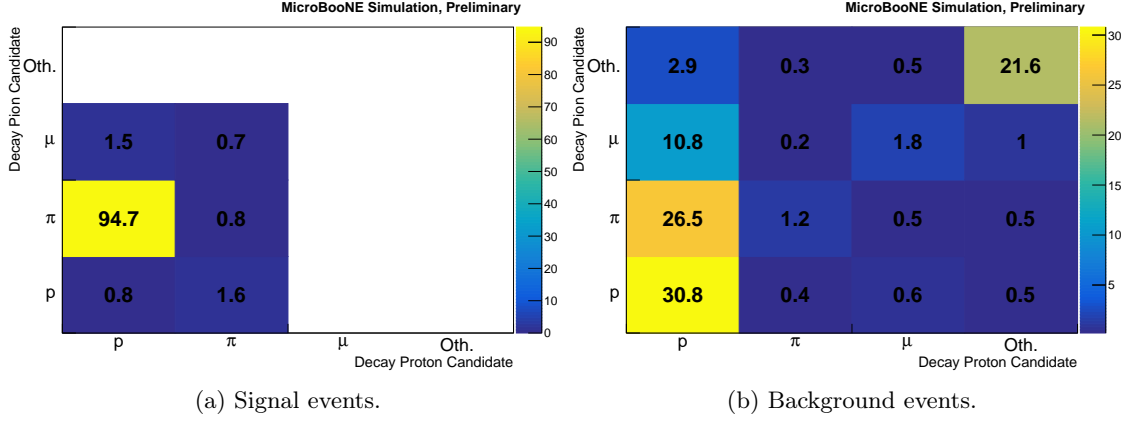 MicroBooNE Simulation, Preliminary
Decay Pion Candidate
Oth.
μ 1.5 0.7
π 94.7 0.8
p 0.8 1.6
p π μ Oth.
Decay Proton Candidate
90
80
70
60
50
40
30
20
10
0
(a) Signal events.
MicroBooNE Simulation, Preliminary
Decay Pion Candidate
Oth. 2.9 0.3 0.5 21.6
μ 10.8 0.2 1.8 1
π 26.5 1.2 0.5 0.5
p 30.8 0.4 0.6 0.5
p π μ Oth.
Decay Proton Candidate
30
25
20
15
10
5
(b) Background events.